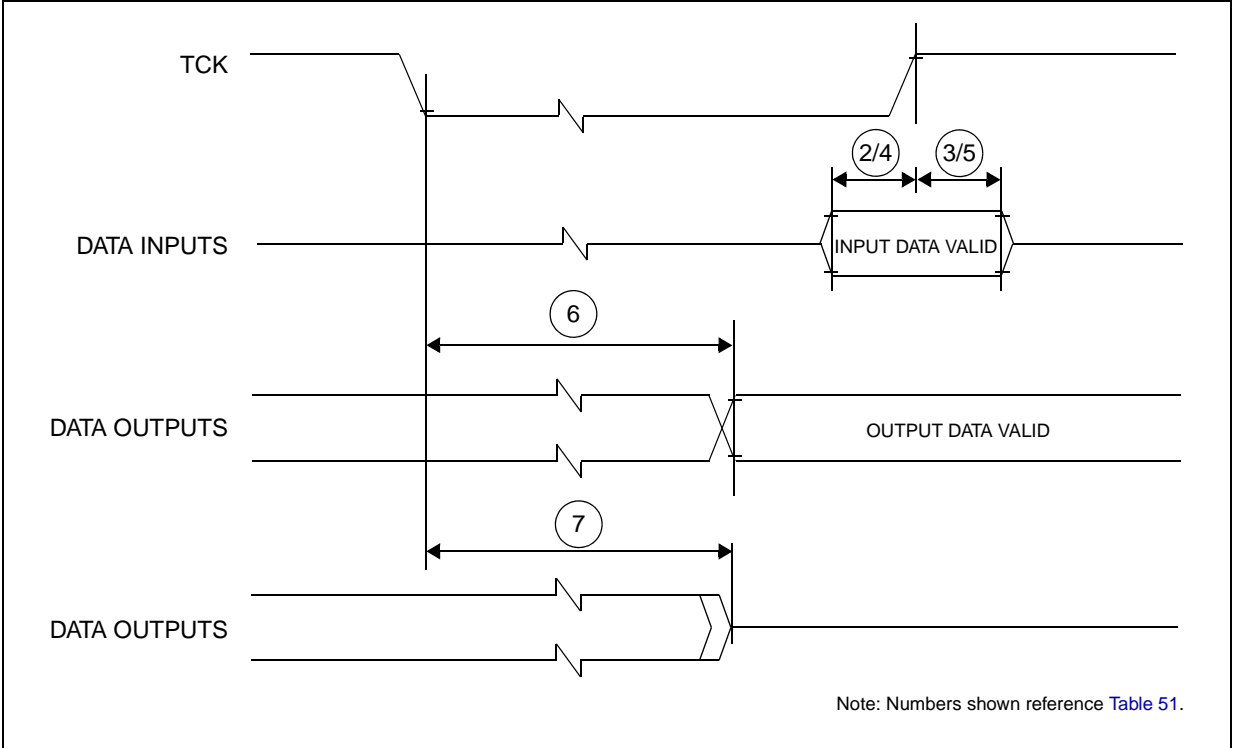 TCK
2/4
3/5
DATA INPUTS
INPUT DATA VALID
6
DATA OUTPUTS
OUTPUT DATA VALID
7
DATA OUTPUTS
Note: Numbers shown reference Table 51.